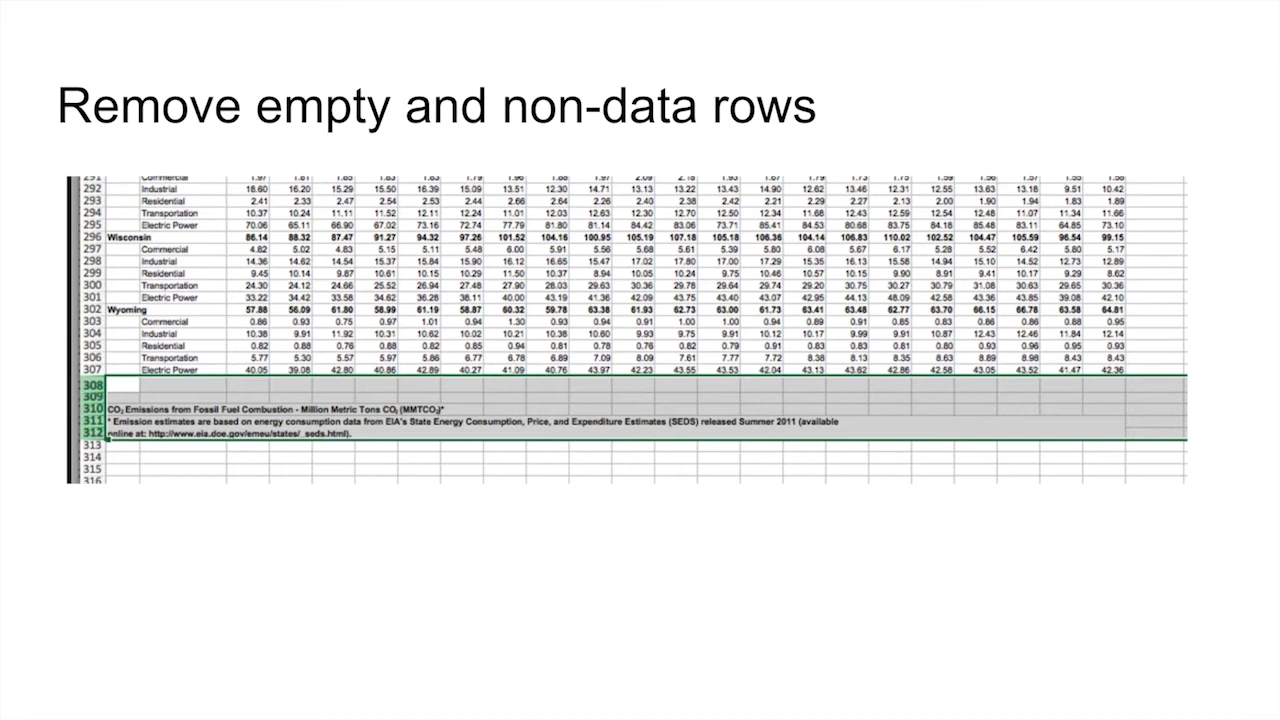 Remove empty and non-data rows
292 Industrial 18.60 16.20 15.29 15.50 16.39 15.09 13.51 12.30 14.71 13.13 13.22 13.43 14.90 12.62 13.46 12.31 12.55 13.63 13.18 9.51 10.42
293 Residential 2.41 2.33 2.47 2.54 2.53 2.44 2.66 2.64 2.26 2.40 2.38 2.42 2.21 2.29 2.27 2.13 2.00 1.90 1.94 1.83 1.89
294 Transportation 10.37 10.24 11.11 11.52 12.11 12.24 11.01 12.03 12.63 12.30 12.70 12.50 12.34 11.68 12.43 12.59 12.54 12.48 11.07 11.34 11.66
295 Electric Power 70.06 65.11 66.90 67.02 73.16 72.74 77.79 81.80 81.14 84.42 83.06 73.71 85.41 84.53 80.68 83.75 84.18 85.48 83.11 64.85 73.10
296 Wisconsin 86.14 88.32 87.47 91.27 94.32 97.26 101.52 104.16 100.95 105.19 107.18 105.18 106.36 104.14 106.83 110.02 102.52 104.47 105.59 96.54 99.15
297 Commercial 4.82 5.02 4.83 5.15 5.11 5.48 6.00 5.91 5.56 5.68 5.61 5.39 5.80 6.08 5.67 6.17 5.28 5.52 6.42 5.80 5.17
298 Industrial 14.36 14.62 14.54 15.37 15.84 15.90 16.12 16.65 15.47 17.02 17.80 17.00 17.29 15.35 16.13 15.58 14.94 15.10 14.52 12.73 12.89
299 Residential 9.45 10.14 9.87 10.61 10.15 10.29 11.50 10.37 8.94 10.05 10.24 9.75 10.46 10.57 10.15 9.90 8.91 9.41 10.17 9.29 8.62
300 Transportation 24.30 24.12 24.66 25.52 26.94 27.48 27.90 28.03 29.63 30.36 29.78 29.64 29.74 29.20 30.75 30.27 30.79 31.08 30.63 29.65 30.36
301 Electric Power 33.22 34.42 33.58 34.62 36.28 38.11 40.00 43.19 41.36 42.09 43.75 43.40 43.07 42.95 44.13 48.09 42.58 43.36 43.85 39.08 42.10
302 Wyoming 57.88 56.09 61.80 58.99 61.19 58.87 60.32 59.78 63.38 61.93 62.73 63.00 61.73 63.41 63.48 62.77 63.70 66.15 66.78 63.58 64.81
303 Commercial 0.86 0.93 0.75 0.97 1.01 0.94 1.30 0.93 0.94 0.91 1.00 1.00 0.94 0.89 0.91 0.85 0.83 0.86 0.86 0.88 0.95
304 Industrial 10.38 9.91 11.92 10.31 10.62 10.02 10.21 10.38 10.60 9.93 9.75 9.91 10.12 10.17 9.99 9.91 10.87 12.43 12.46 11.84 12.14
305 Residential 0.82 0.88 0.76 0.88 0.82 0.85 0.94 0.81 0.78 0.76 0.82 0.79 0.91 0.83 0.83 0.81 0.80 0.93 0.96 0.95 0.93
306 Transportation 5.77 5.30 5.57 5.97 5.86 6.77 6.78 6.89 7.09 8.09 7.61 7.77 7.72 8.38 8.13 8.35 8.63 8.89 8.98 8.43 8.43
307 Electric Power 40.05 39.08 42.80 40.86 42.89 40.27 41.09 40.76 43.97 42.23 43.55 43.53 42.04 43.13 43.62 42.86 42.58 43.05 43.52 41.47 42.36
308
309
310 CO₂ Emissions from Fossil Fuel Combustion - Million Metric Tons CO₂ (MMTCO₂)*
311 * Emission estimates are based on energy consumption data from EIA's State Energy Consumption, Price, and Expenditure Estimates (SEDS) released Summer 2011 (available
312 online at: http://www.eia.doe.gov/emeu/states/_seds.html).
313
314
315
316